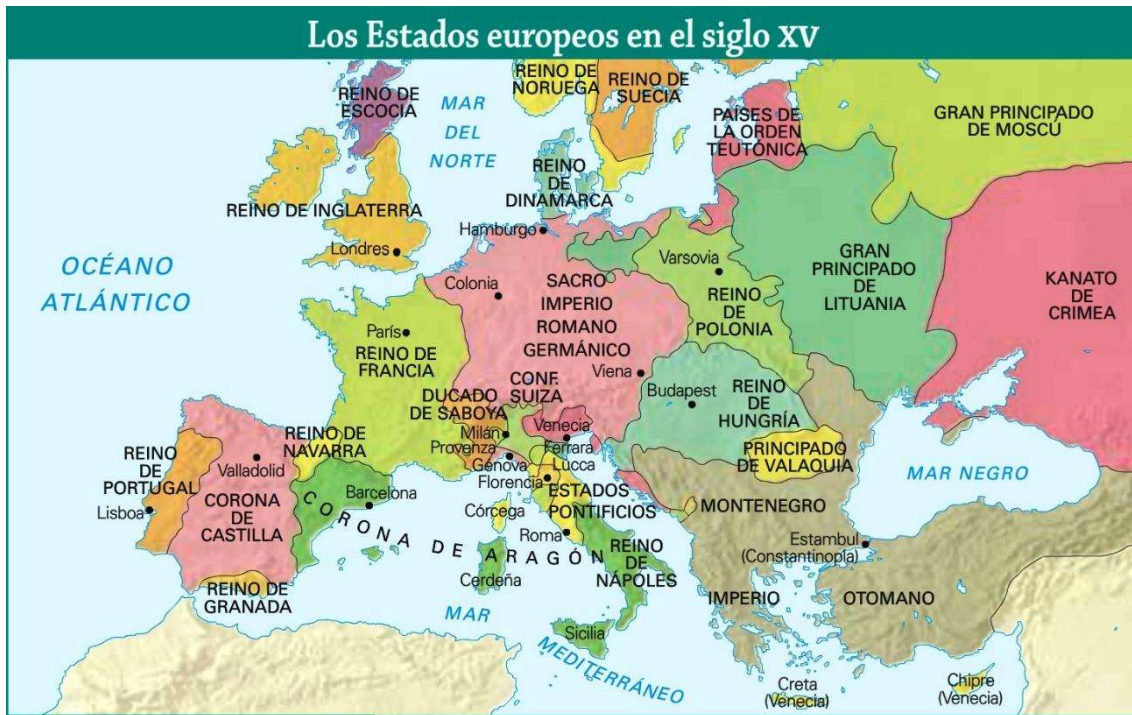 Los Estados europeos en el siglo XV
REINO DE
ESCOCIA
MAR
DEL
NORTE
REINO DE
NORUEGA
REINO DE
SUECIA
PAÍSES DE
LA ORDEN
TEUTÓNICA
GRAN PRINCIPADO
DE MOSCÚ
REINO DE INGLATERRA
Londres
REINO
DE
DINAMARCA
Hamburgo
OCÉANO
ATLÁNTICO
Colonia
SACRO
IMPERIO
ROMANO
GERMÁNICO
Varsovia
REINO
DE
POLONIA
GRAN
PRINCIPADO
DE
LITUANIA
KANATO
DE
CRIMEA
París
REINO DE
FRANCIA
Viena
CONF.
SUIZA
DUCADO
DE SABOYA
Budapest
REINO
DE
HUNGRÍA
Milán
Provenza
Génova
Florencia
Venecia
Ferrara
Lucca
PRINCIPADO
DE VALAQUIA
REINO DE
NAVARRA
REINO
DE
PORTUGAL
Lisboa
Valladolid
CORONA
DE
CASTILLA
Barcelona
CORONA DE ARAGÓN
Córcega
ESTADOS
PONTIFICIOS
Roma
MONTENEGRO
MAR NEGRO
Estambul
(Constantinopla)
REINO DE
GRANADA
Cerdeña
REINO
DE
NÁPOLES
IMPERIO
OTOMANO
MAR
MEDITERRÁNEO
Sicilia
Creta
(Venecia)
Chipre
(Venecia)